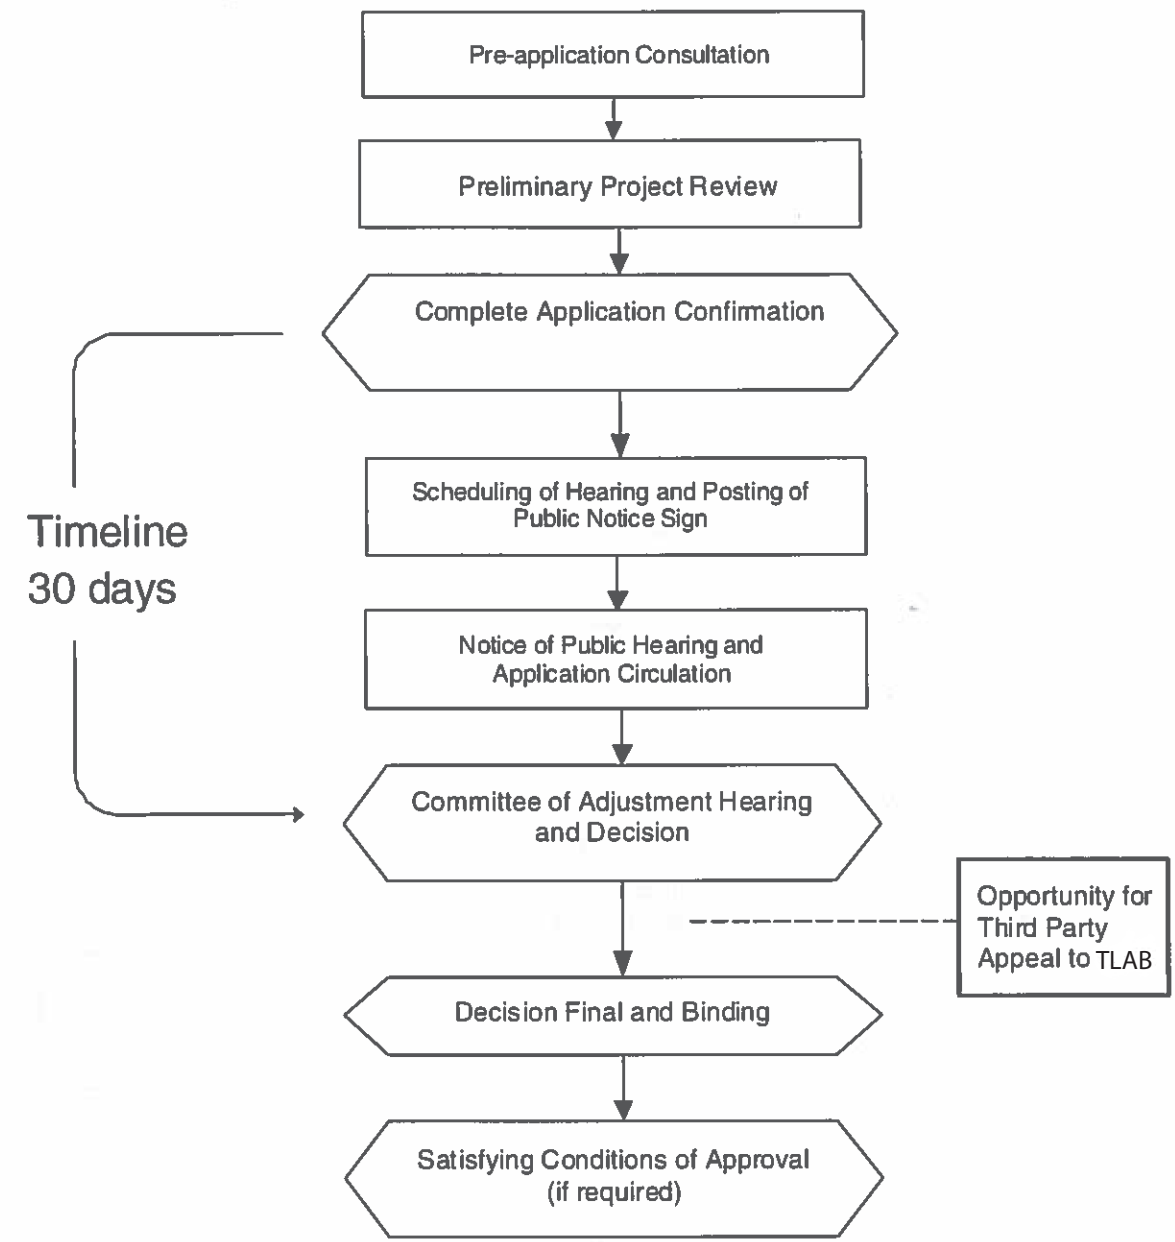 Pre-application Consultation
Preliminary Project Review
Complete Application Confirmation
Timeline
30 days
Scheduling of Hearing and Posting of
Public Notice Sign
Notice of Public Hearing and
Application Circulation
Committee of Adjustment Hearing
and Decision
Opportunity for
Third Party
Appeal to TLAB
Decision Final and Binding
Satisfying Conditions of Approval
(if required)